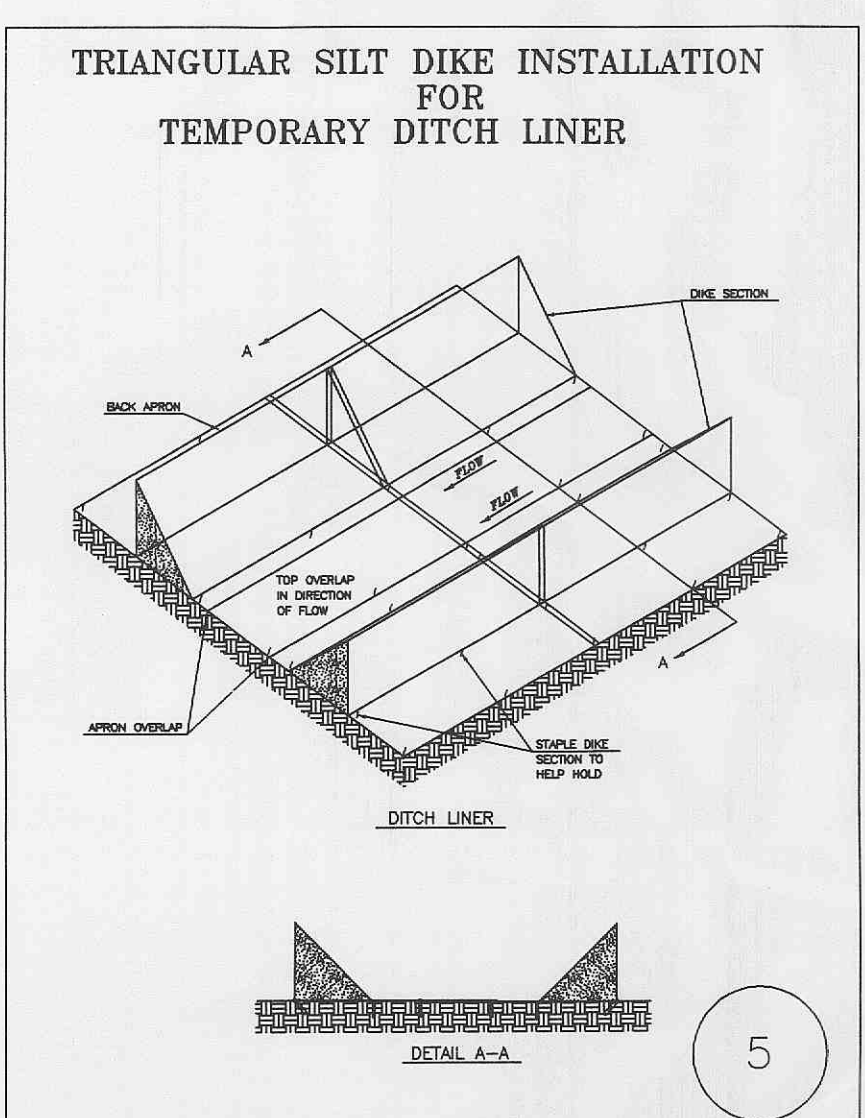 TRIANGULAR SILT DIKE INSTALLATION
FOR
TEMPORARY DITCH LINER
DIKE SECTION
A
BACK APRON
FLOW
FLOW
TOP OVERLAP
IN DIRECTION
OF FLOW
A
APRON OVERLAP
STAPLE DIKE
SECTION TO
HELP HOLD
DITCH LINER
DETAIL A-A
5